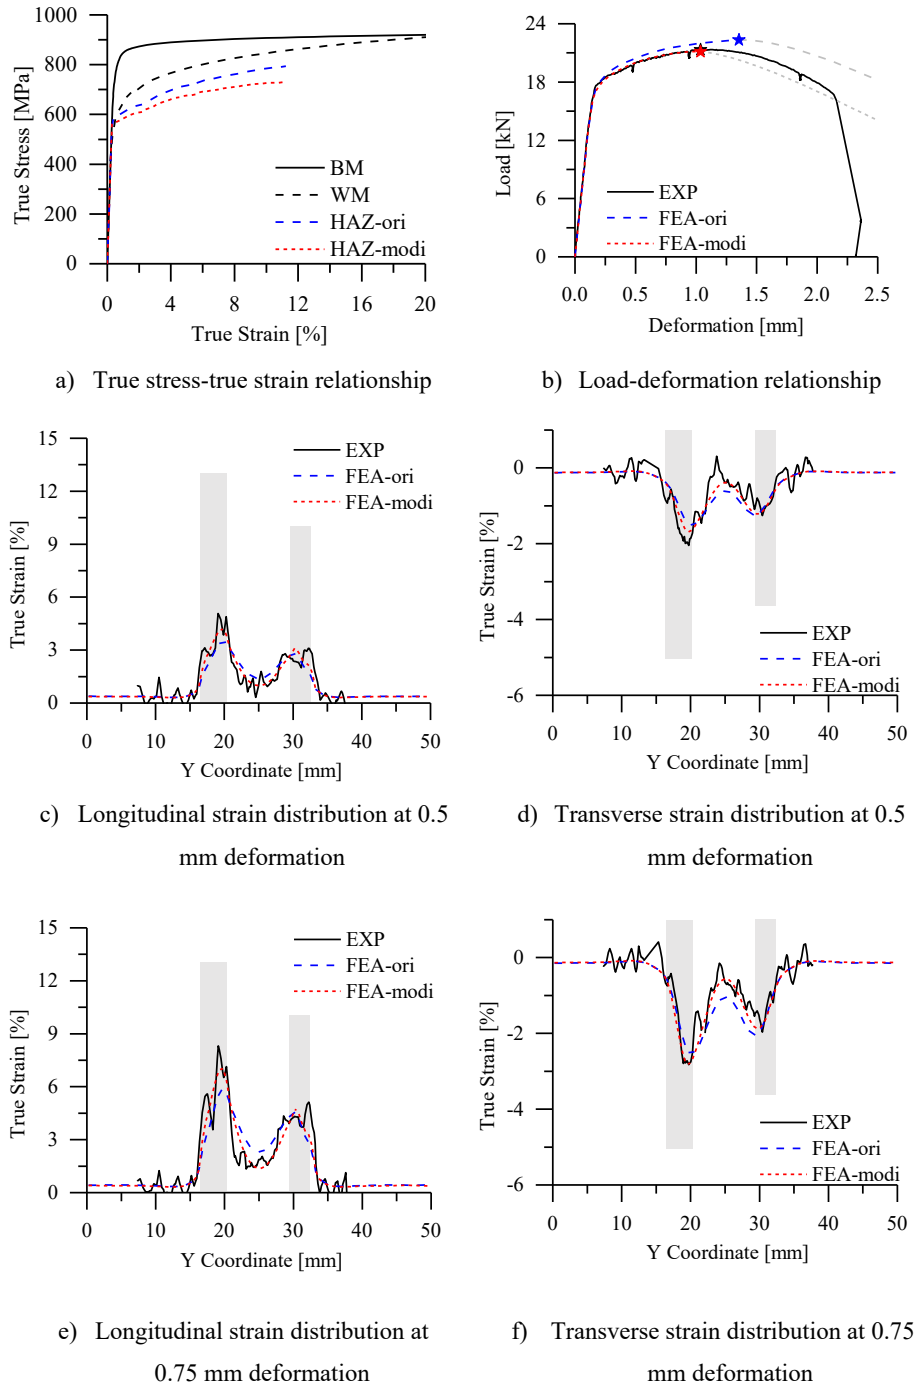 1000
800
600
400
200
0
True Stress [MPa]
BM
WM
HAZ-ori
HAZ-modi
0 4 8 12 16 20
True Strain [%]
a) True stress-true strain relationship
24
18
12
6
0
Load [kN]
EXP
FEA-ori
FEA-modi
0.0 0.5 1.0 1.5 2.0 2.5
Deformation [mm]
b) Load-deformation relationship
15
12
9
6
3
0
True Strain [%]
EXP
FEA-ori
FEA-modi
0 10 20 30 40 50
Y Coordinate [mm]
c) Longitudinal strain distribution at 0.5
mm deformation
0
-2
-4
-6
True Strain [%]
EXP
FEA-ori
FEA-modi
0 10 20 30 40 50
Y Coordinate [mm]
d) Transverse strain distribution at 0.5
mm deformation
15
12
9
6
3
0
True Strain [%]
EXP
FEA-ori
FEA-modi
0 10 20 30 40 50
Y Coordinate [mm]
e) Longitudinal strain distribution at
0.75 mm deformation
0
-2
-4
-6
True Strain [%]
EXP
FEA-ori
FEA-modi
0 10 20 30 40 50
Y Coordinate [mm]
f) Transverse strain distribution at 0.75
mm deformation